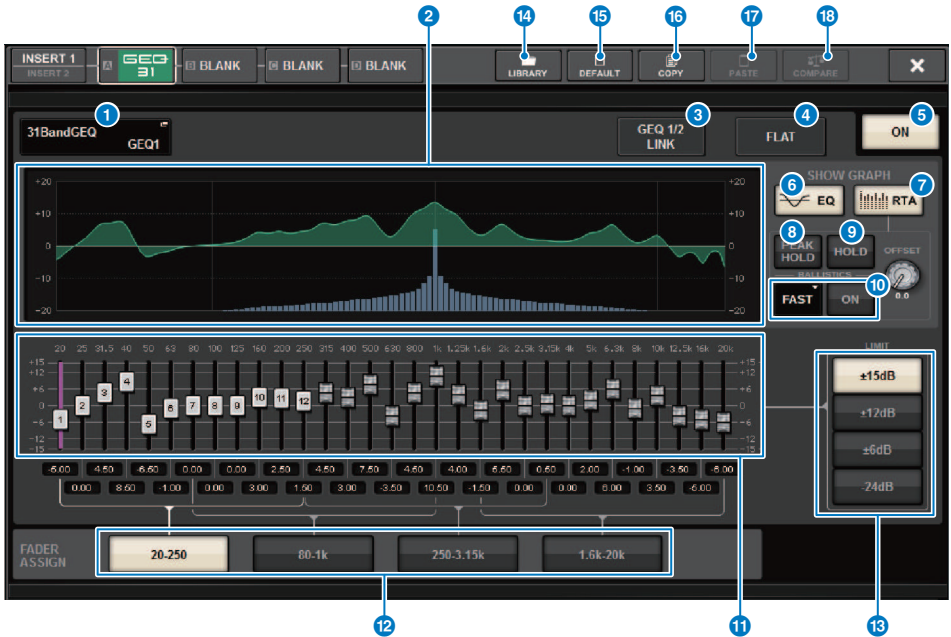 2 14 15 16 17 18
INSERT 1
INSERT 2
A GEQ 31
B BLANK
C BLANK
D BLANK
LIBRARY
DEFAULT
COPY
PASTE
COMPARE
1 3 4 5
31BandGEQ
GEQ1
GEQ 1/2
LINK
FLAT
ON
SHOW GRAPH
6 7
EQ
RTA
8 9
PEAK
HOLD
HOLD
OFFSET
0.0
BALLISTICS
10
FAST
ON
+20 +20
+10 +10
0 0
-10 -10
-20 -20
20 25 31.5 40 50 63 80 100 125 160 200 250 315 400 500 630 800 1k 1.25k 1.6k 2k 2.5k 3.15k 4k 5k 6.3k 8k 10k 12.5k 16k 20k
+15 +15
+12 +12
+6 +6
0 0
-6 -6
-12 -12
-15 -15
1 2 3 4 5 6 7 8 9 10 11 12
LIMIT
±15dB
±12dB
±6dB
-24dB
-5.00 4.50 -6.50 0.00 0.00 2.50 4.50 7.50 4.60 4.00 5.50 0.50 2.00 -1.00 -3.50 -6.00
0.00 8.50 -1.00 0.00 3.00 1.50 3.00 -3.50 10.50 -1.50 0.00 0.00 6.00 3.50 -5.00
FADER
ASSIGN
20-250
80-1k
250-3.15k
1.6k-20k
12 11 13